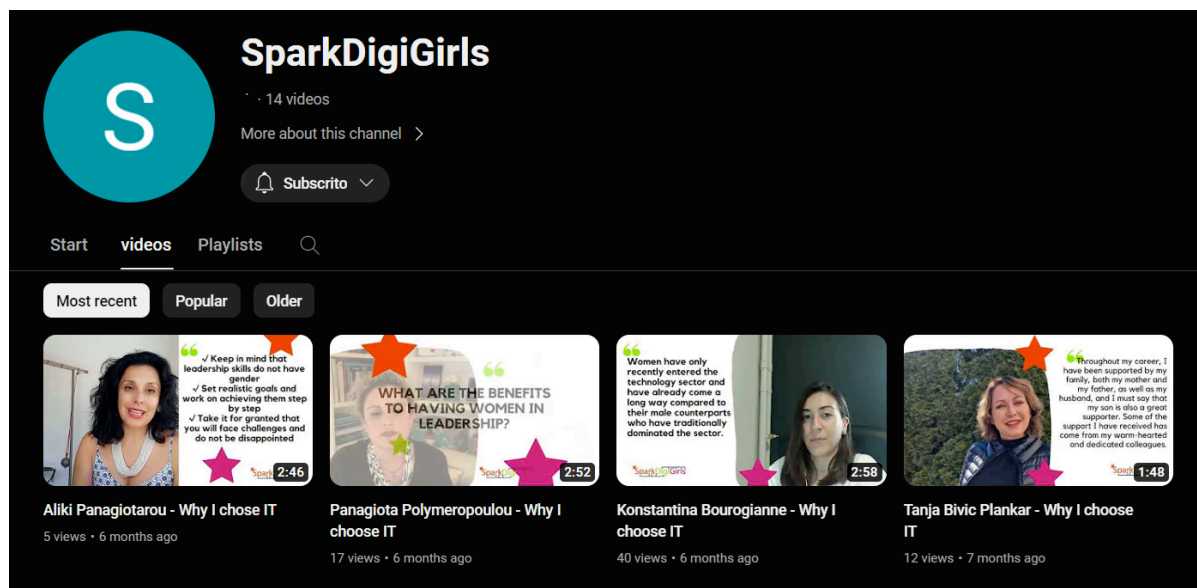 S
SparkDigiGirls
· 14 videos
More about this channel
Subscrito
Start videos Playlists
Most recent Popular Older
✓ Keep in mind that
leadership skills do not have
gender
✓ Set realistic goals and
work on achieving them step
by step
✓ Take it for granted that
you will face challenges and
do not be disappointed
Spark
2:46
WHAT ARE THE BENEFITS
TO HAVING WOMEN IN
LEADERSHIP?
SparkDigi
2:52
Women have only
recently entered the
technology sector and
have already come a
long way compared to
their male counterparts
who have traditionally
dominated the sector.
SparkDigiGirls
2:58
Throughout my career, I
have been supported by my
family, both my mother and
my father, as well as my
husband, and I must say that
my son is also a great
supporter. Some of the
support I have received has
come from my warm-hearted
and dedicated colleagues.
Spark
1:48
Aliki Panagiotarou - Why I chose IT
5 views • 6 months ago
Panagiota Polymeropoulou - Why I
choose IT
17 views • 6 months ago
Konstantina Bourogianne - Why I
choose IT
40 views • 6 months ago
Tanja Bivic Plankar - Why I choose
IT
12 views • 7 months ago